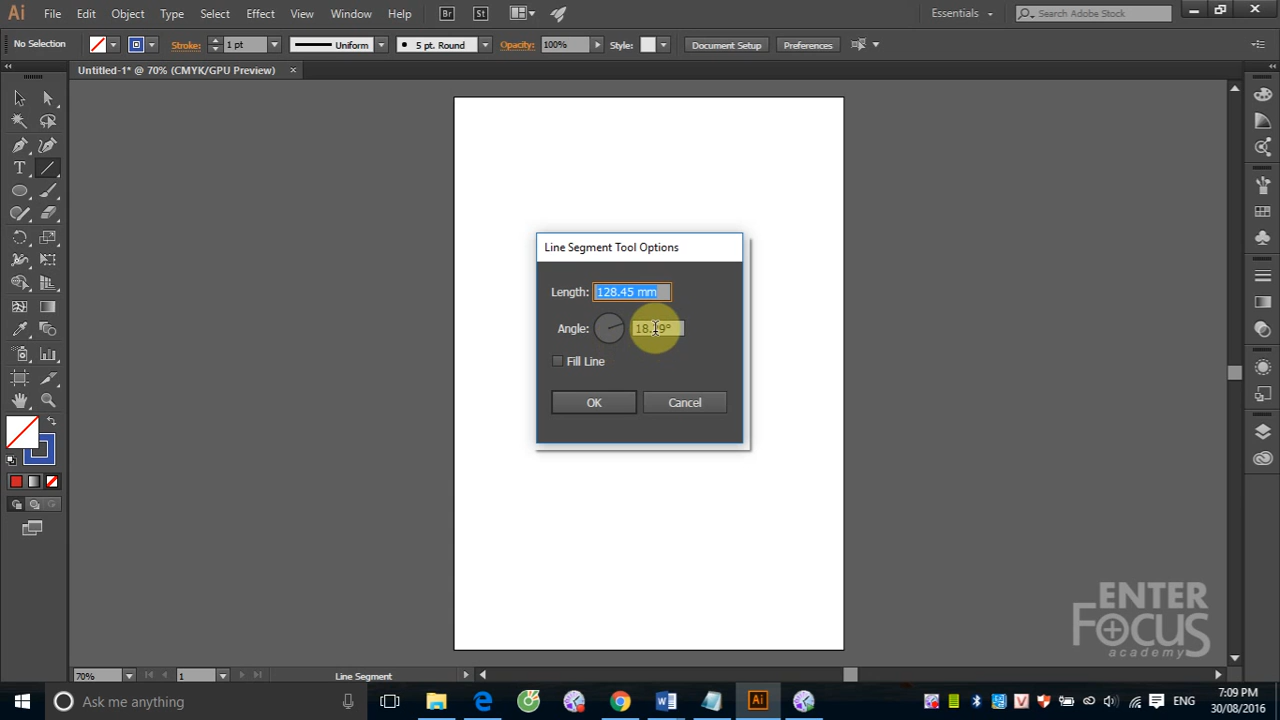 Ai File Edit Object Type Select Effect View Window Help Br St Essentials Search Adobe Stock
No Selection Stroke: 1 pt Uniform 5 pt. Round Opacity: 100% Style: Document Setup Preferences
Untitled-1* @ 70% (CMYK/GPU Preview)
Line Segment Tool Options
Length: 128.45 mm
Angle:
Fill Line
OK Cancel
ENTER
FOCUS
academy
70% 1 Line Segment
Ask me anything Ai ENG 7:09 PM
30/08/2016